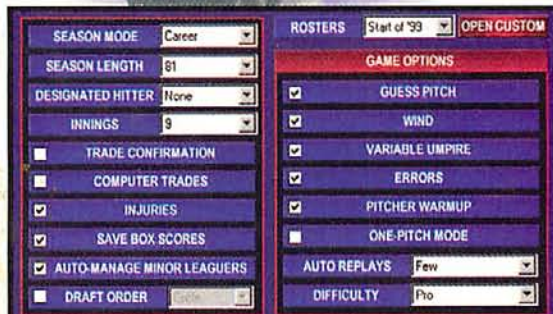 SEASON MODE Career
SEASON LENGTH 81
DESIGNATED HITTER None
INNINGS 9
TRADE CONFIRMATION
COMPUTER TRADES
INJURIES
SAVE BOX SCORES
AUTO-MANAGE MINOR LEAGUERS
DRAFT ORDER
ROSTERS Start of '99 OPEN CUSTOM
GAME OPTIONS
GUESS PITCH
WIND
VARIABLE UMPIRE
ERRORS
PITCHER WARMUP
ONE-PITCH MODE
AUTO REPLAYS Few
DIFFICULTY Pro